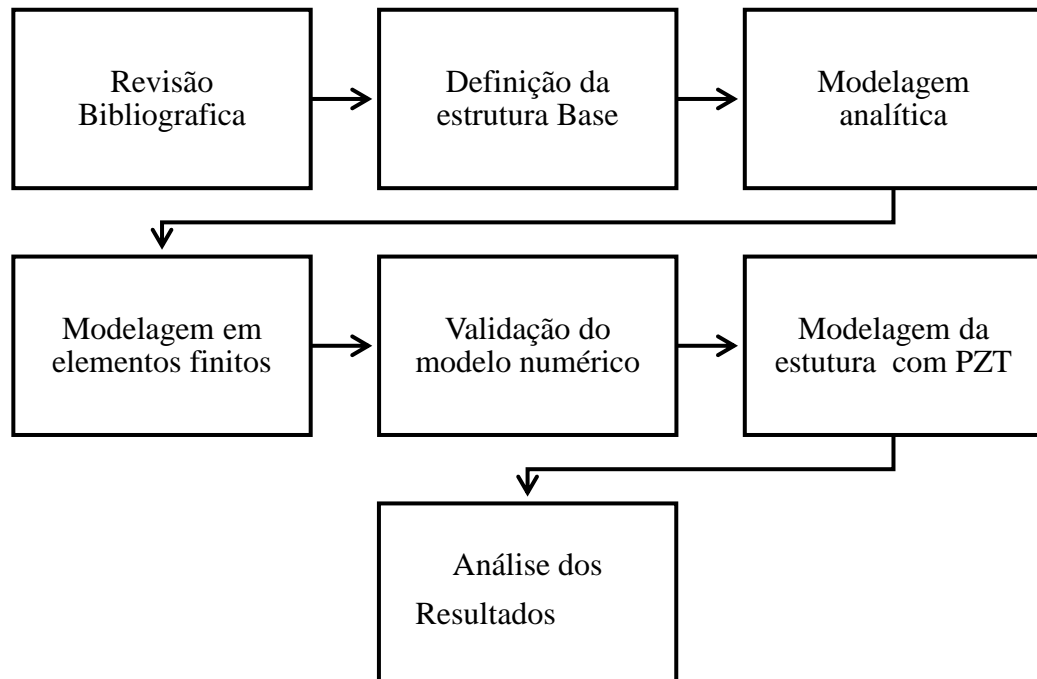 Revisão
Bibliografica
Definição da
estrutura Base
Modelagem
analítica
Modelagem em
elementos finitos
Validação do
modelo numérico
Modelagem da
estutura com PZT
Análise dos
Resultados